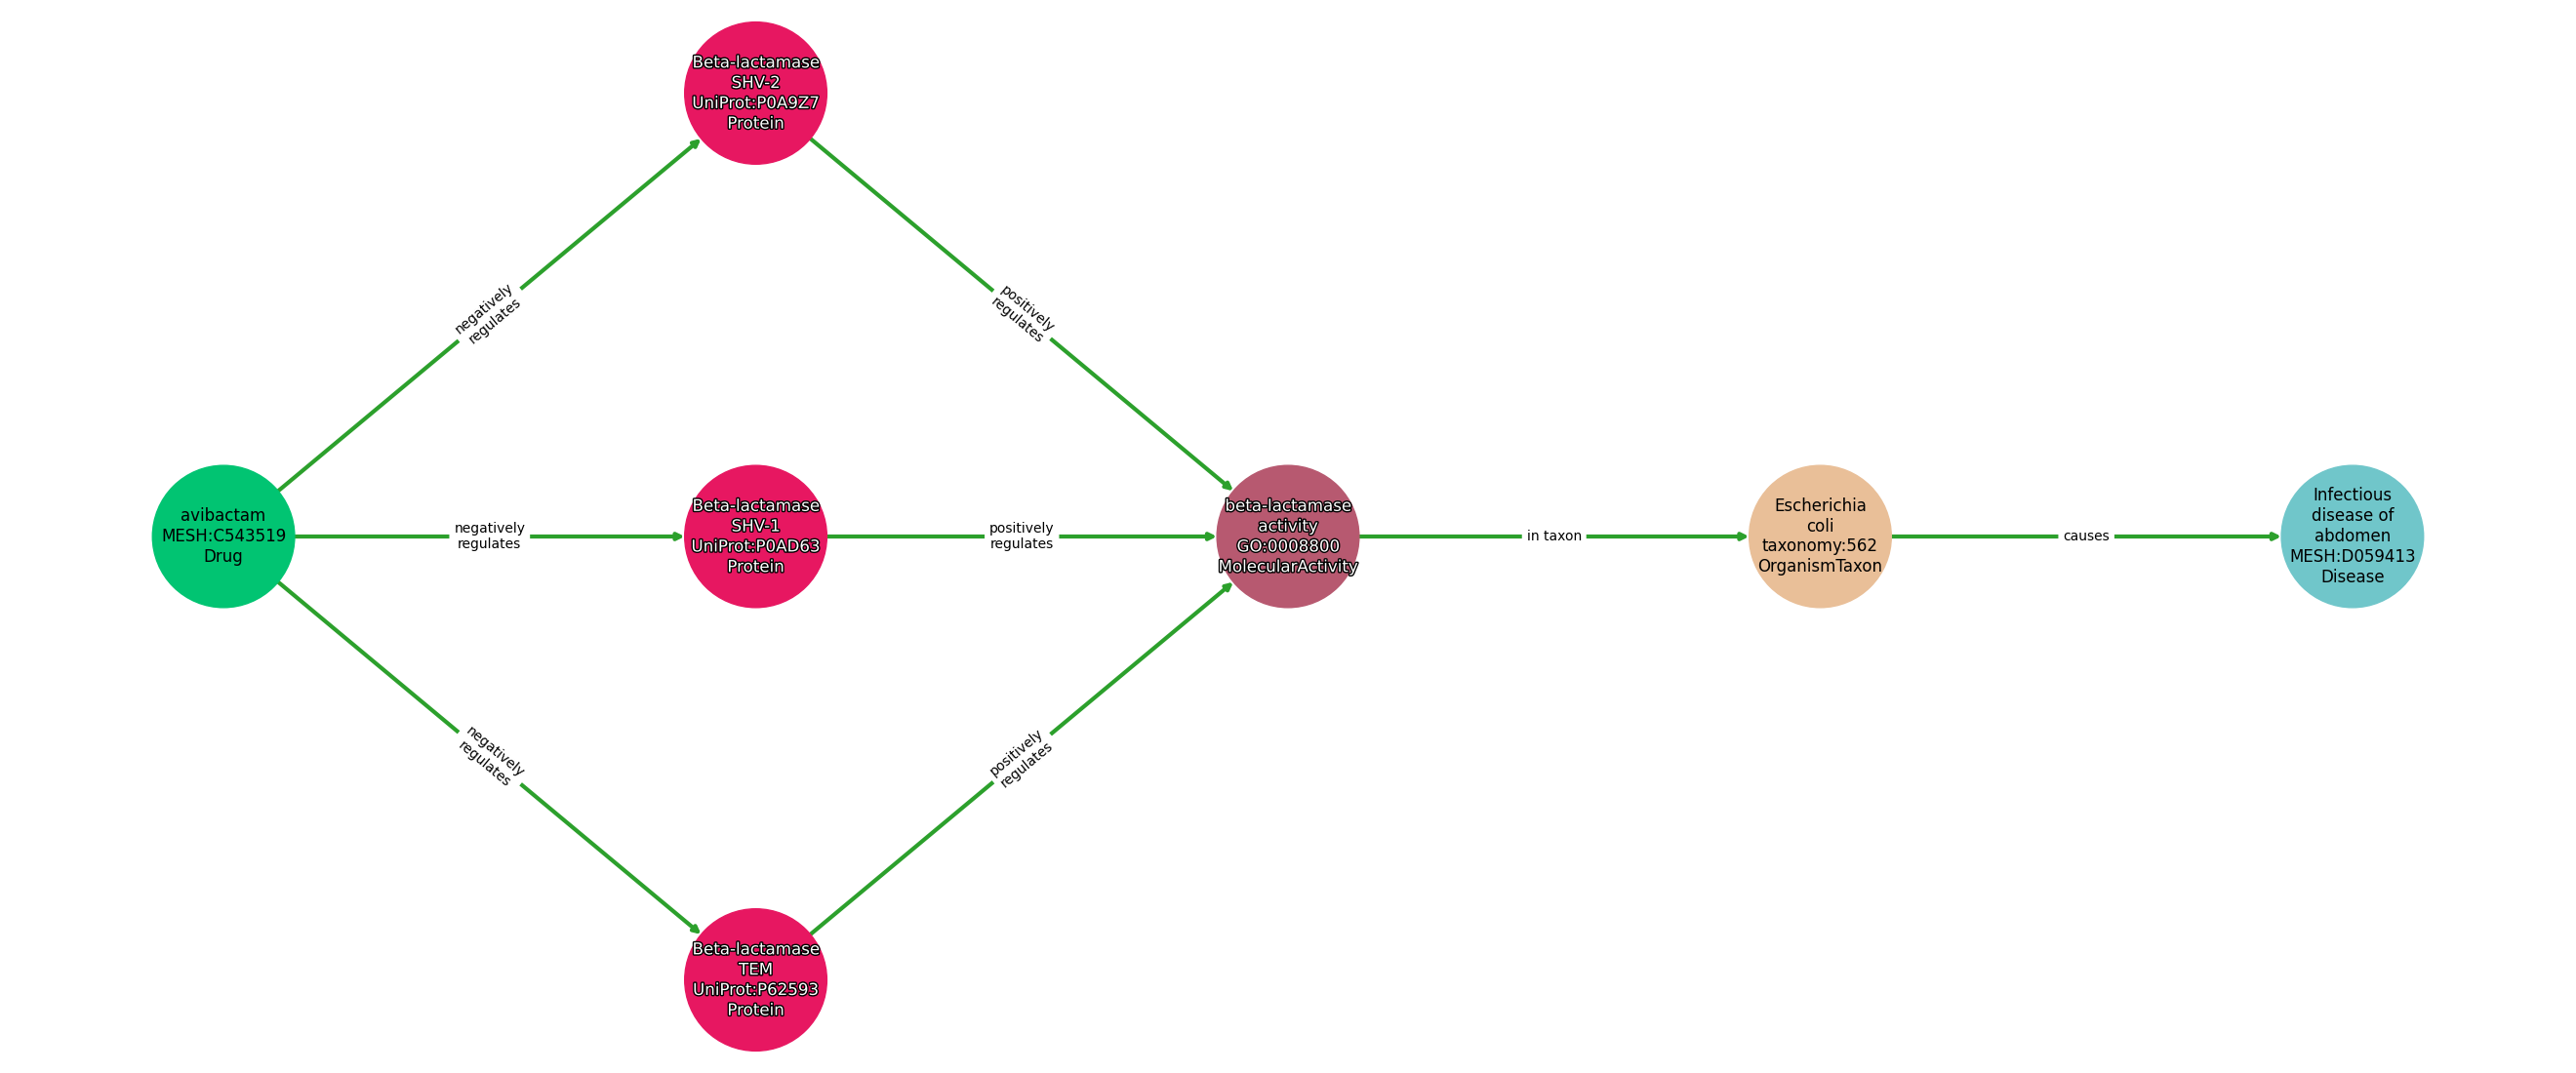 Beta-lactamase
SHV-2
UniProt:P0A9Z7
Protein
negatively
regulates
positively
regulates
avibactam
MESH:C543519
Drug
negatively
regulates
Beta-lactamase
SHV-1
UniProt:P0AD63
Protein
positively
regulates
beta-lactamase
activity
GO:0008800
MolecularActivity
in taxon
Escherichia
coli
taxonomy:562
OrganismTaxon
causes
Infectious
disease of
abdomen
MESH:D059413
Disease
negatively
regulates
positively
regulates
Beta-lactamase
TEM
UniProt:P62593
Protein